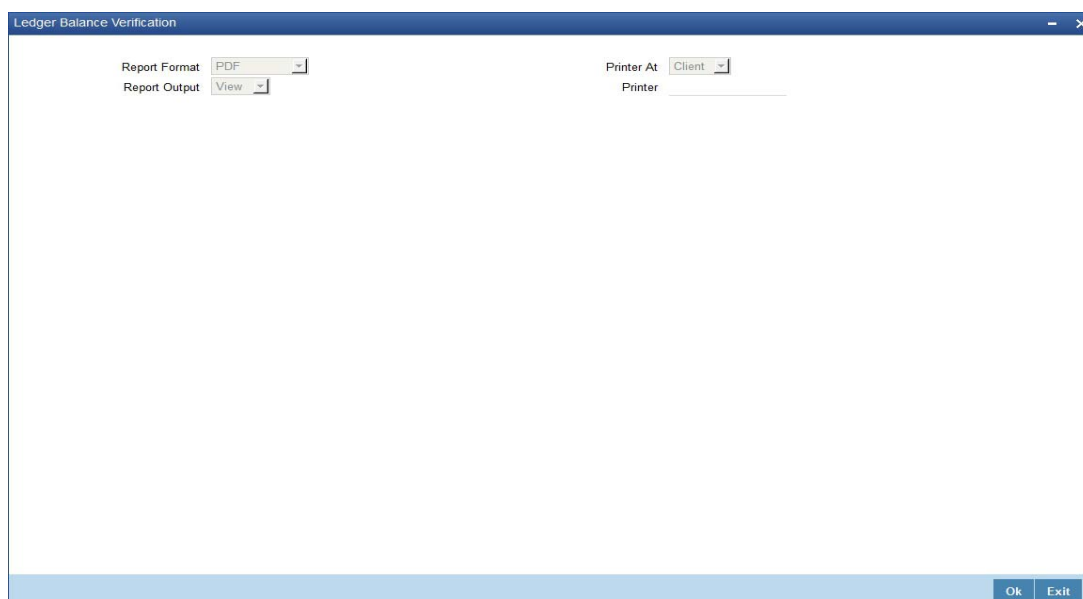 Ledger Balance Verification
Report Format PDF Printer At Client
Report Output View Printer
Ok Exit